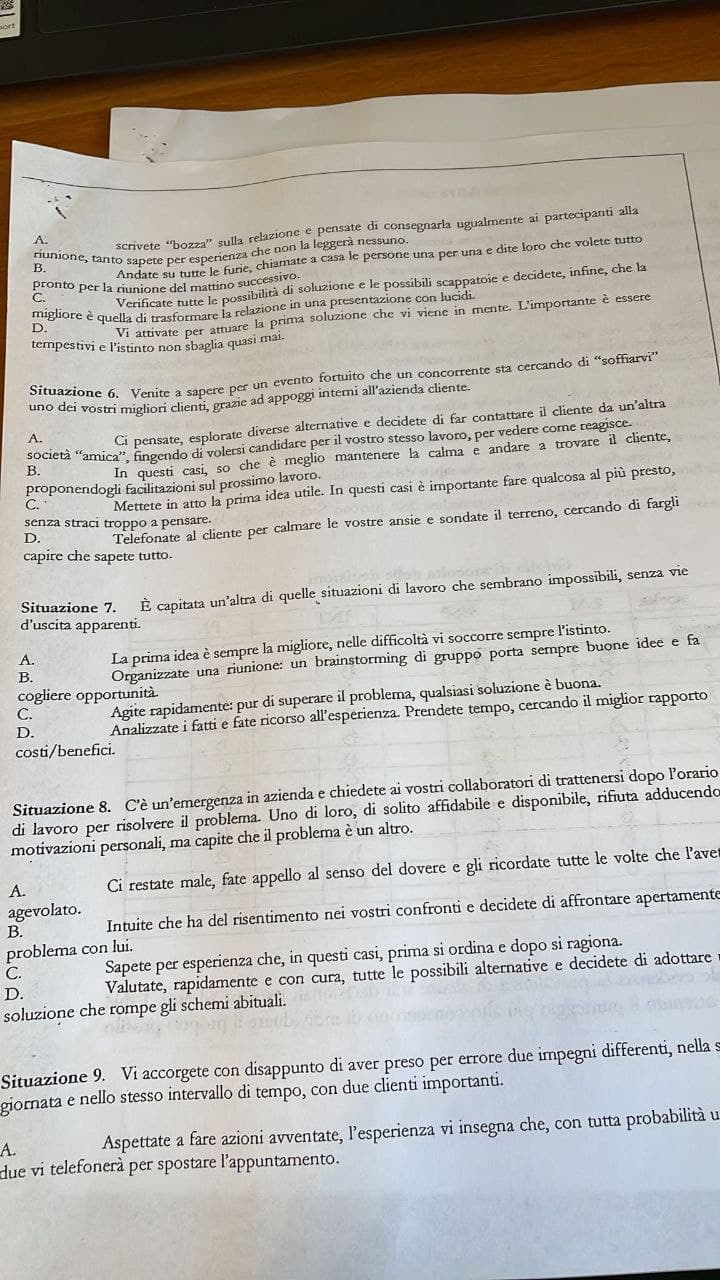 port
A. scrivete “bozza” sulla relazione e pensate di consegnarla ugualmente ai partecipanti alla
riunione, tanto sapete per esperienza che non la leggerà nessuno.
B. Andate su tutte le furie, chiamate a casa le persone una per una e dite loro che volete tutto
pronto per la riunione del mattino successivo.
C. Verificate tutte le possibilità di soluzione e le possibili scappatoie e decidete, infine, che la
migliore è quella di trasformare la relazione in una presentazione con lucidi.
D. Vi attivate per attuare la prima soluzione che vi viene in mente. L’importante è essere
tempestivi e l’istinto non sbaglia quasi mai.
Situazione 6. Venite a sapere per un evento fortuito che un concorrente sta cercando di “soffiarvi”
uno dei vostri migliori clienti, grazie ad appoggi interni all’azienda cliente.
A. Ci pensate, esplorate diverse alternative e decidete di far contattare il cliente da un’altra
società “amica”, fingendo di volersi candidare per il vostro stesso lavoro, per vedere come reagisce.
B. In questi casi, so che è meglio mantenere la calma e andare a trovare il cliente,
proponendogli facilitazioni sul prossimo lavoro.
C. Mettete in atto la prima idea utile. In questi casi è importante fare qualcosa al più presto,
senza straci troppo a pensare.
D. Telefonate al cliente per calmare le vostre ansie e sondate il terreno, cercando di fargli
capire che sapete tutto.
Situazione 7. È capitata un’altra di quelle situazioni di lavoro che sembrano impossibili, senza vie
d’uscita apparenti.
A. La prima idea è sempre la migliore, nelle difficoltà vi soccorre sempre l’istinto.
B. Organizzate una riunione: un brainstorming di gruppo porta sempre buone idee e fa
cogliere opportunità.
C. Agite rapidamente: pur di superare il problema, qualsiasi soluzione è buona.
D. Analizzate i fatti e fate ricorso all’esperienza. Prendete tempo, cercando il miglior rapporto
costi/benefici.
Situazione 8. C’è un’emergenza in azienda e chiedete ai vostri collaboratori di trattenersi dopo l’orario
di lavoro per risolvere il problema. Uno di loro, di solito affidabile e disponibile, rifiuta adducendo
motivazioni personali, ma capite che il problema è un altro.
A. Ci restate male, fate appello al senso del dovere e gli ricordate tutte le volte che l’avet
agevolato.
B. Intuite che ha del risentimento nei vostri confronti e decidete di affrontare apertamente
problema con lui.
C. Sapete per esperienza che, in questi casi, prima si ordina e dopo si ragiona.
D. Valutate, rapidamente e con cura, tutte le possibili alternative e decidete di adottare
soluzione che rompe gli schemi abituali.
Situazione 9. Vi accorgete con disappunto di aver preso per errore due impegni differenti, nella s
giornata e nello stesso intervallo di tempo, con due clienti importanti.
A. Aspettate a fare azioni avventate, l’esperienza vi insegna che, con tutta probabilità u
due vi telefonerà per spostare l’appuntamento.